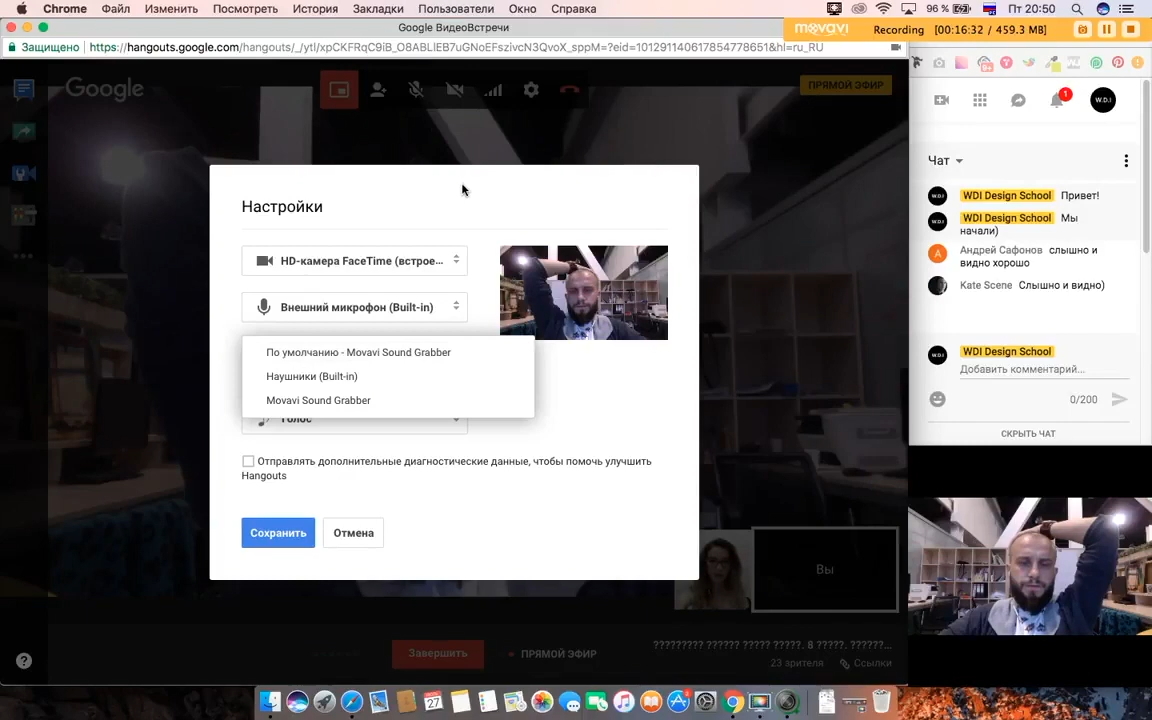 Chrome Файл Изменить Посмотреть История Закладки Пользователи Окно Справка 96 % Пт 20:50
Google ВидеоВстречи
movavi Recording (00:16:32 / 459.3 MB)
Защищено https://hangouts.google.com/hangouts/_/ytl/xpCKFRqC9iB_O8ABLIEB7uGNoEFszivcN3QvoX_sppM=?eid=101291140617854778651&hl=ru_RU
Google
ПРЯМОЙ ЭФИР
W.D.I
1
Чат
WDI Design School Привет!
WDI Design School Мы
начали)
Андрей Сафонов слышно и
видно хорошо
Kate Scene Слышно и видно)
WDI Design School
Добавить комментарий...
0/200
СКРЫТЬ ЧАТ
Настройки
HD-камера FaceTime (встрое...
Внешний микрофон (Built-in)
По умолчанию - Movavi Sound Grabber
Наушники (Built-in)
Movavi Sound Grabber
Голос
Отправлять дополнительные диагностические данные, чтобы помочь улучшить
Hangouts
Сохранить Отмена
Вы
Завершить
ПРЯМОЙ ЭФИР
????????? ?????? ????? ?????. 8 ?????. ??????...
23 зрителя Ссылки
27